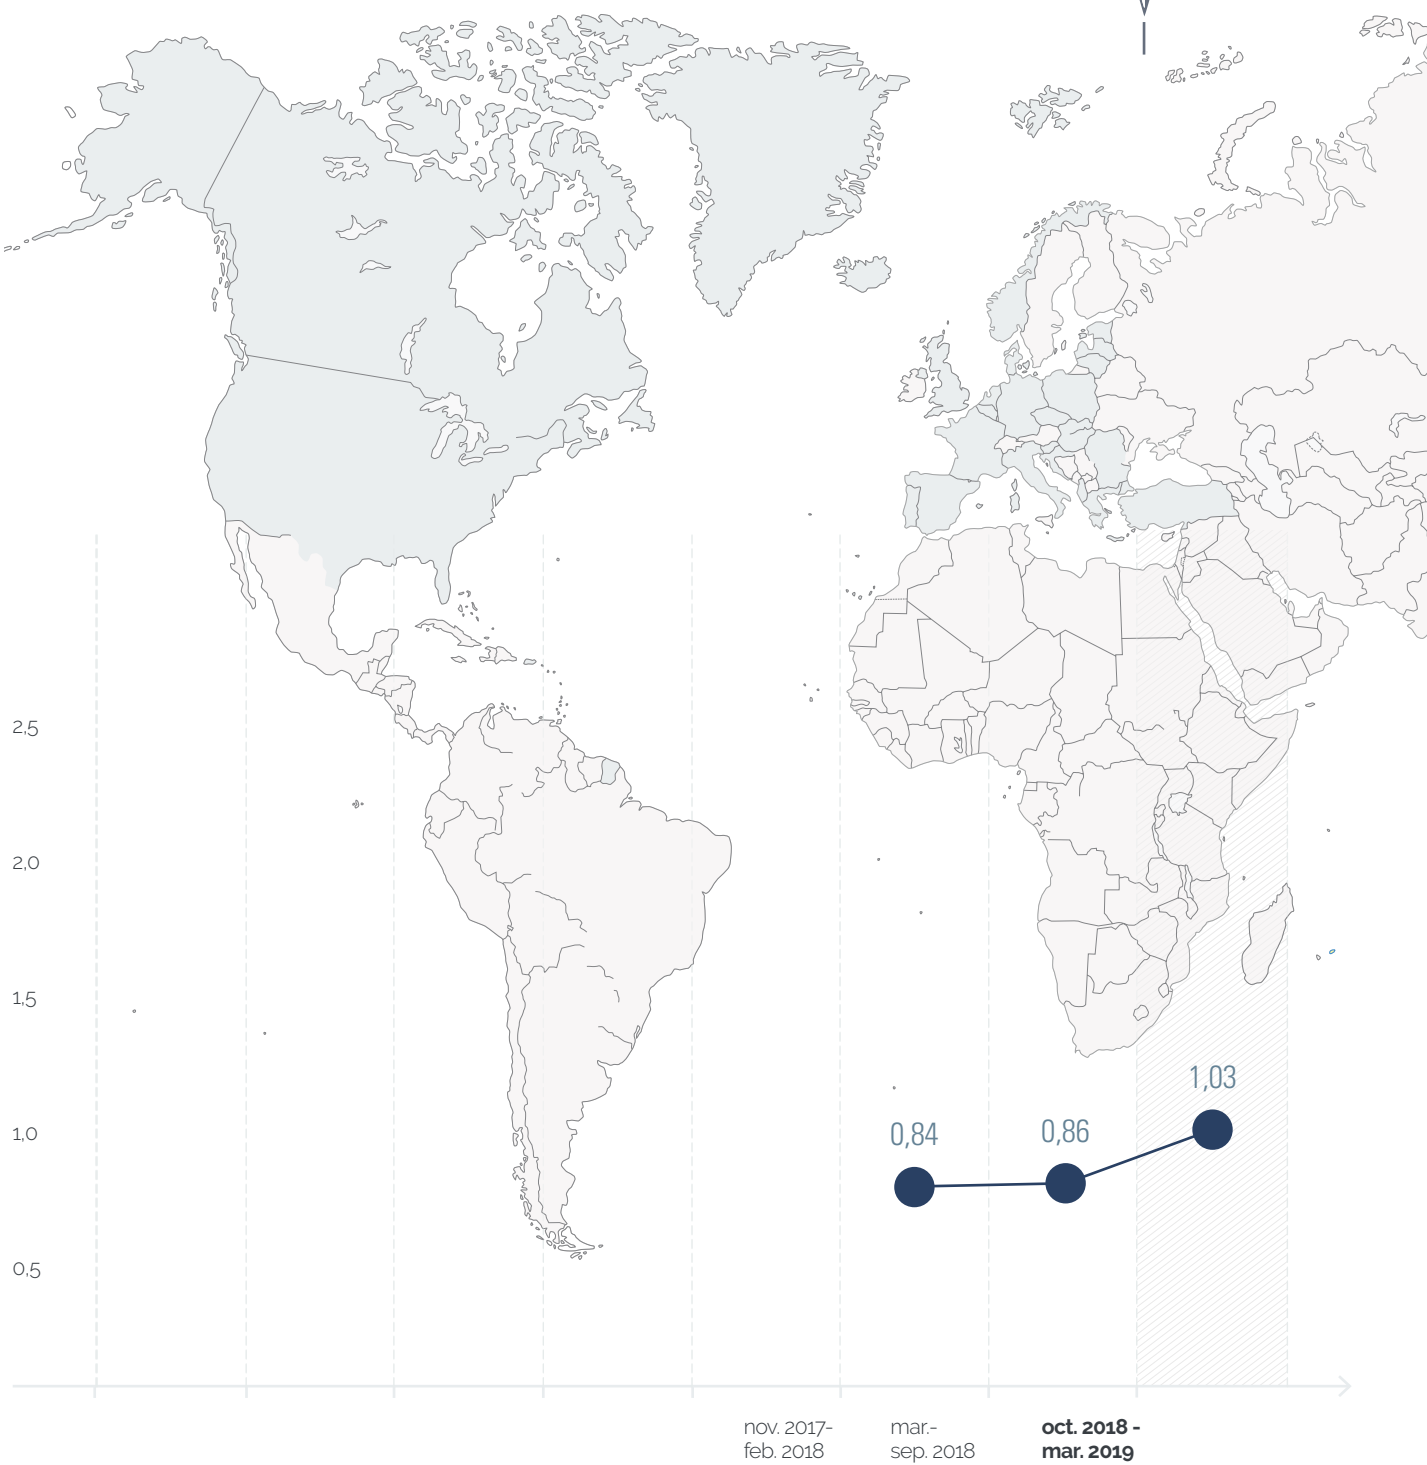 2,5
2,0
1,5
1,0
0,5
0,84
0,86
1,03
nov. 2017-
feb. 2018
mar.-
sep. 2018
oct. 2018 -
mar. 2019